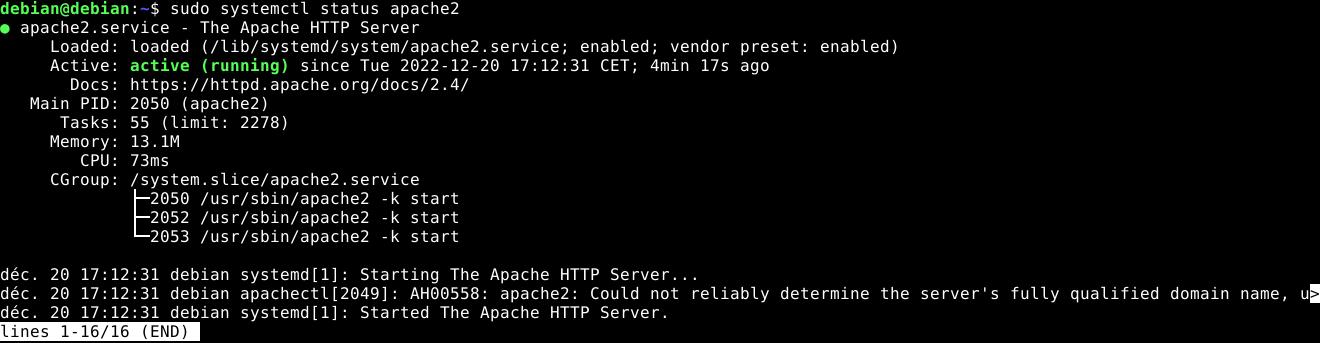 debian@debian:~$ sudo systemctl status apache2
● apache2.service - The Apache HTTP Server
     Loaded: loaded (/lib/systemd/system/apache2.service; enabled; vendor preset: enabled)
     Active: active (running) since Tue 2022-12-20 17:12:31 CET; 4min 17s ago
       Docs: https://httpd.apache.org/docs/2.4/
   Main PID: 2050 (apache2)
      Tasks: 55 (limit: 2278)
     Memory: 13.1M
        CPU: 73ms
     CGroup: /system.slice/apache2.service
             ├─2050 /usr/sbin/apache2 -k start
             ├─2052 /usr/sbin/apache2 -k start
             └─2053 /usr/sbin/apache2 -k start

déc. 20 17:12:31 debian systemd[1]: Starting The Apache HTTP Server...
déc. 20 17:12:31 debian apachectl[2049]: AH00558: apache2: Could not reliably determine the server's fully qualified domain name, u>
déc. 20 17:12:31 debian systemd[1]: Started The Apache HTTP Server.
lines 1-16/16 (END)